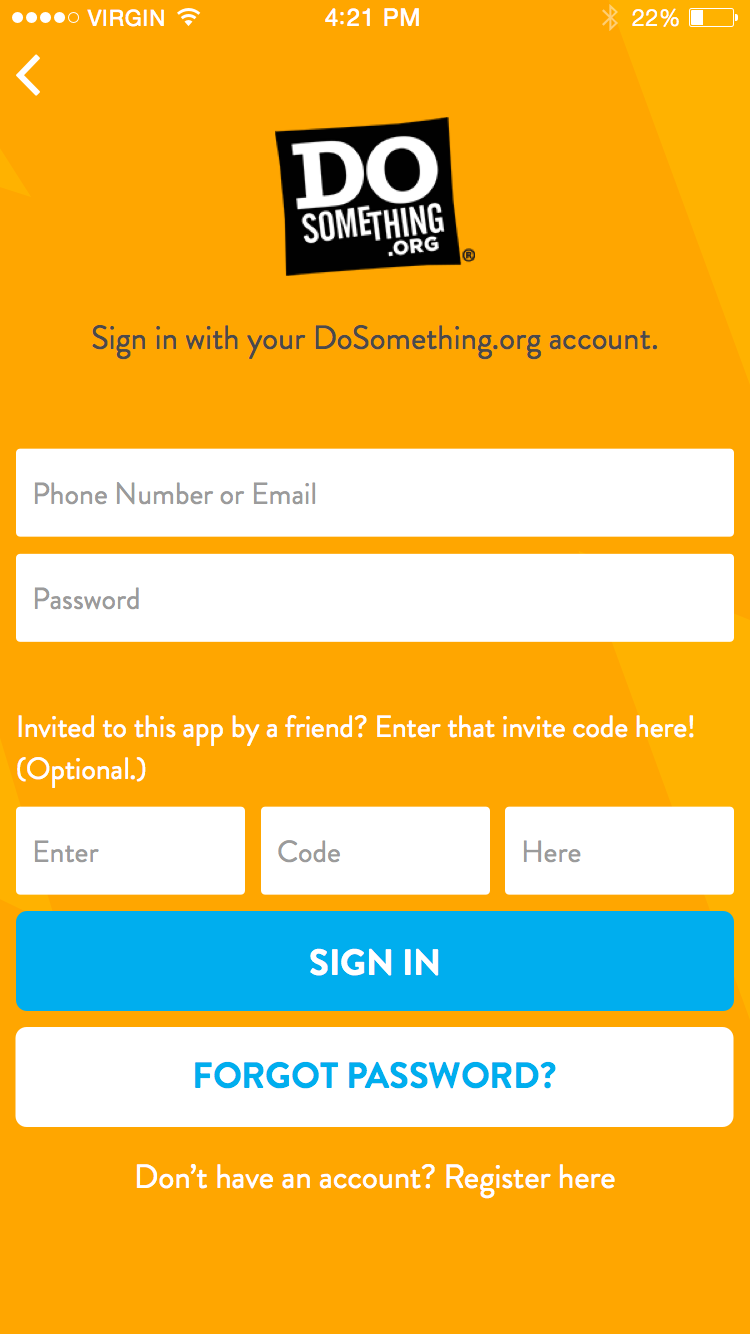 VIRGIN 4:21 PM 22%
DO
SOMETHING
.ORG ®
Sign in with your DoSomething.org account.
Phone Number or Email
Password
Invited to this app by a friend? Enter that invite code here!
(Optional.)
Enter Code Here
SIGN IN
FORGOT PASSWORD?
Don’t have an account? Register here